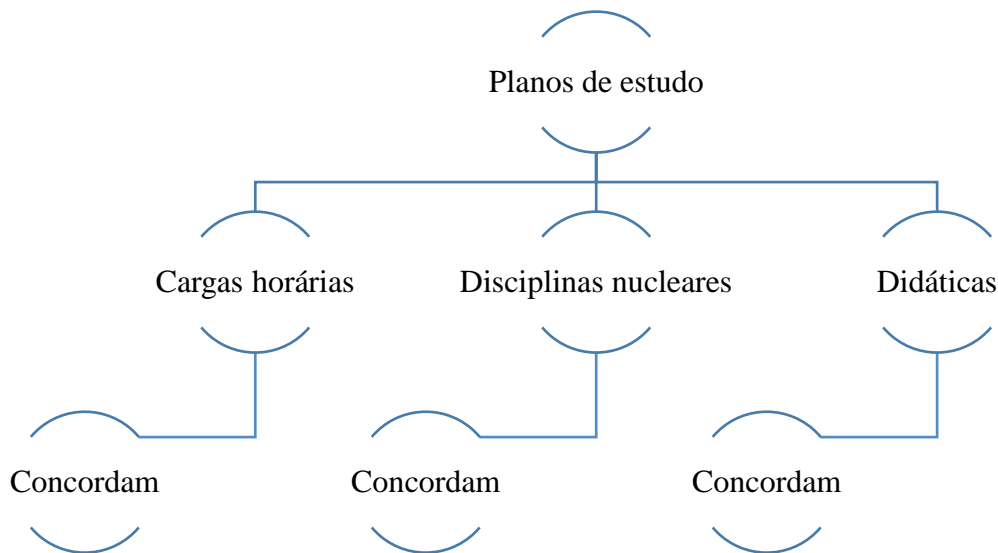 Planos de estudo
Cargas horárias
Disciplinas nucleares
Didáticas
Concordam
Concordam
Concordam